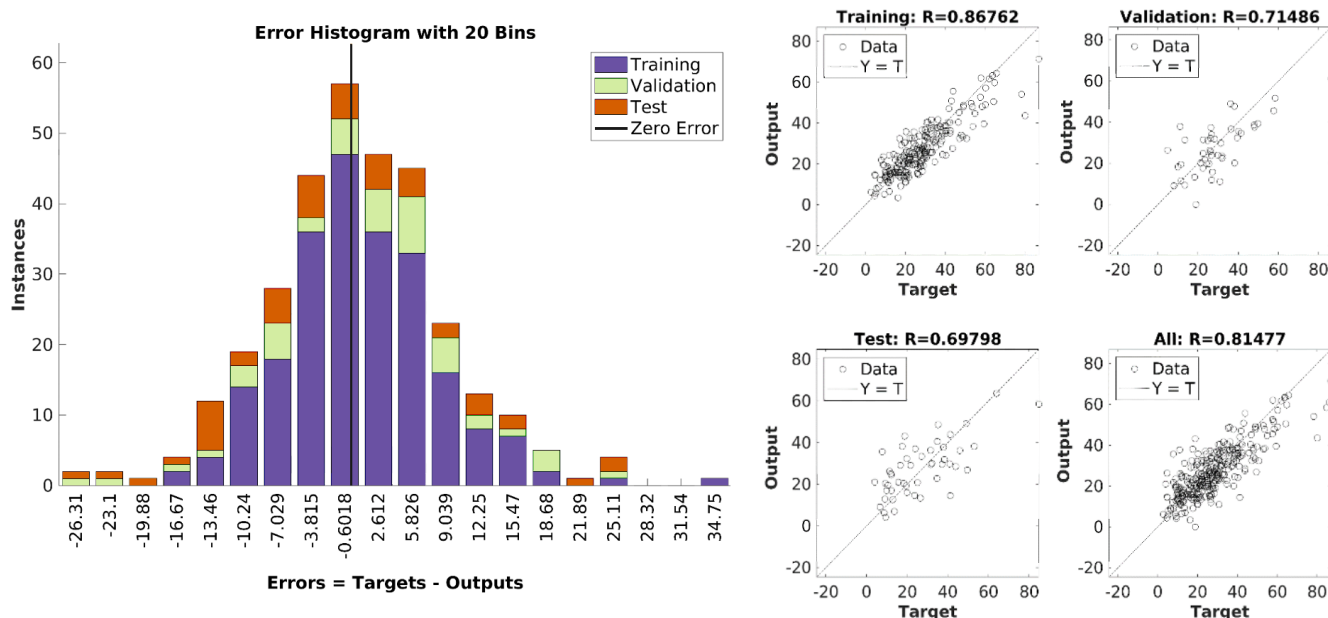 Error Histogram with 20 Bins
60
50
40
30
20
10
0
Instances
Training
Validation
Test
Zero Error
-26.31
-23.1
-19.88
-16.67
-13.46
-10.24
-7.029
-3.815
-0.6018
2.612
5.826
9.039
12.25
15.47
18.68
21.89
25.11
28.32
31.54
34.75
Errors = Targets - Outputs
Training: R=0.86762
Data
Y = T
80
60
40
20
0
-20
Output
-20 0 20 40 60 80
Target
Validation: R=0.71486
Data
Y = T
80
60
40
20
0
-20
Output
-20 0 20 40 60 80
Target
Test: R=0.69798
Data
Y = T
80
60
40
20
0
-20
Output
-20 0 20 40 60 80
Target
All: R=0.81477
Data
Y = T
80
60
40
20
0
-20
Output
-20 0 20 40 60 80
Target